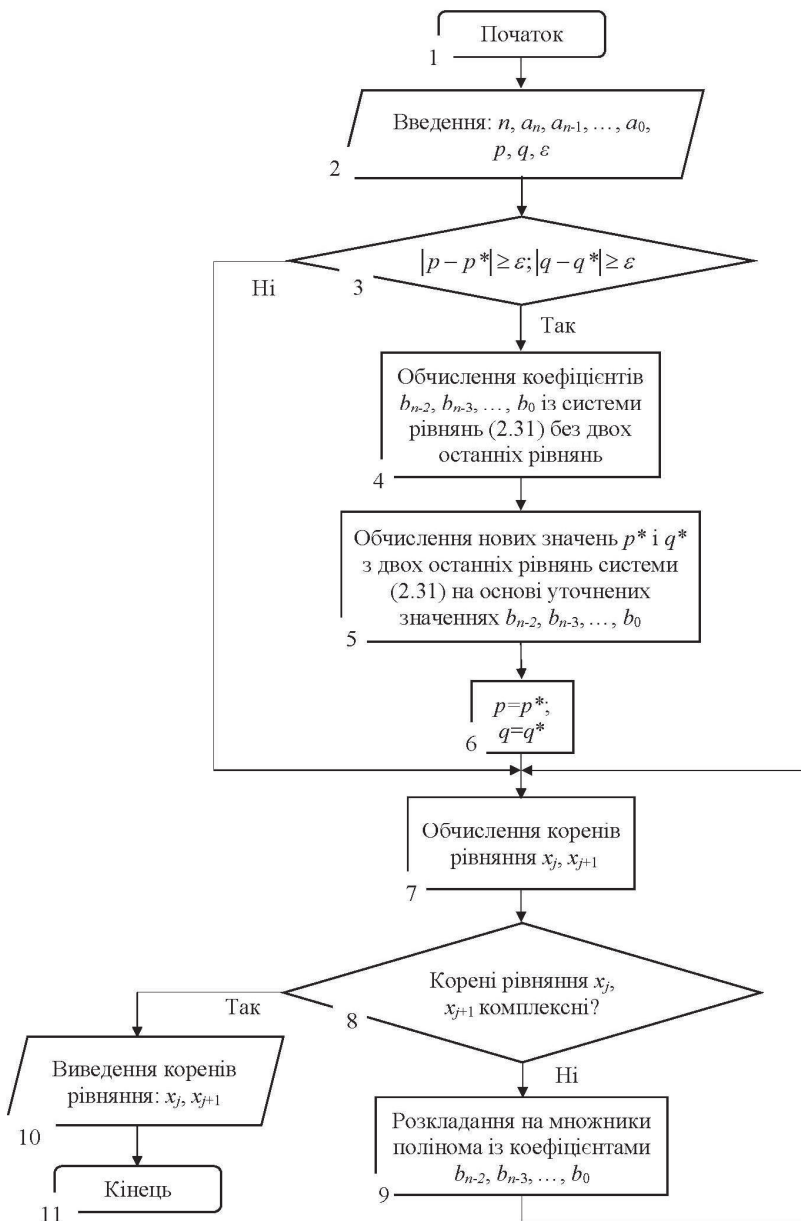 Початок
1
Введення: n, aₙ, aₙ₋₁, …, a₀,
p, q, ε
2
|p − p*| ≥ ε; |q − q*| ≥ ε
3
Ні
Так
Обчислення коефіцієнтів
bₙ₋₂, bₙ₋₃, …, b₀ із системи
рівнянь (2.31) без двох
останніх рівнянь
4
Обчислення нових значень p* і q*
з двох останніх рівнянь системи
(2.31) на основі уточнених
значеннях bₙ₋₂, bₙ₋₃, …, b₀
5
p=p*;
q=q*
6
Обчислення коренів
рівняння xⱼ, xⱼ₊₁
7
Корені рівняння xⱼ,
xⱼ₊₁ комплексні?
8
Так
Ні
Виведення коренів
рівняння: xⱼ, xⱼ₊₁
10
Розкладання на множники
полінома із коефіцієнтами
bₙ₋₂, bₙ₋₃, …, b₀
9
Кінець
11